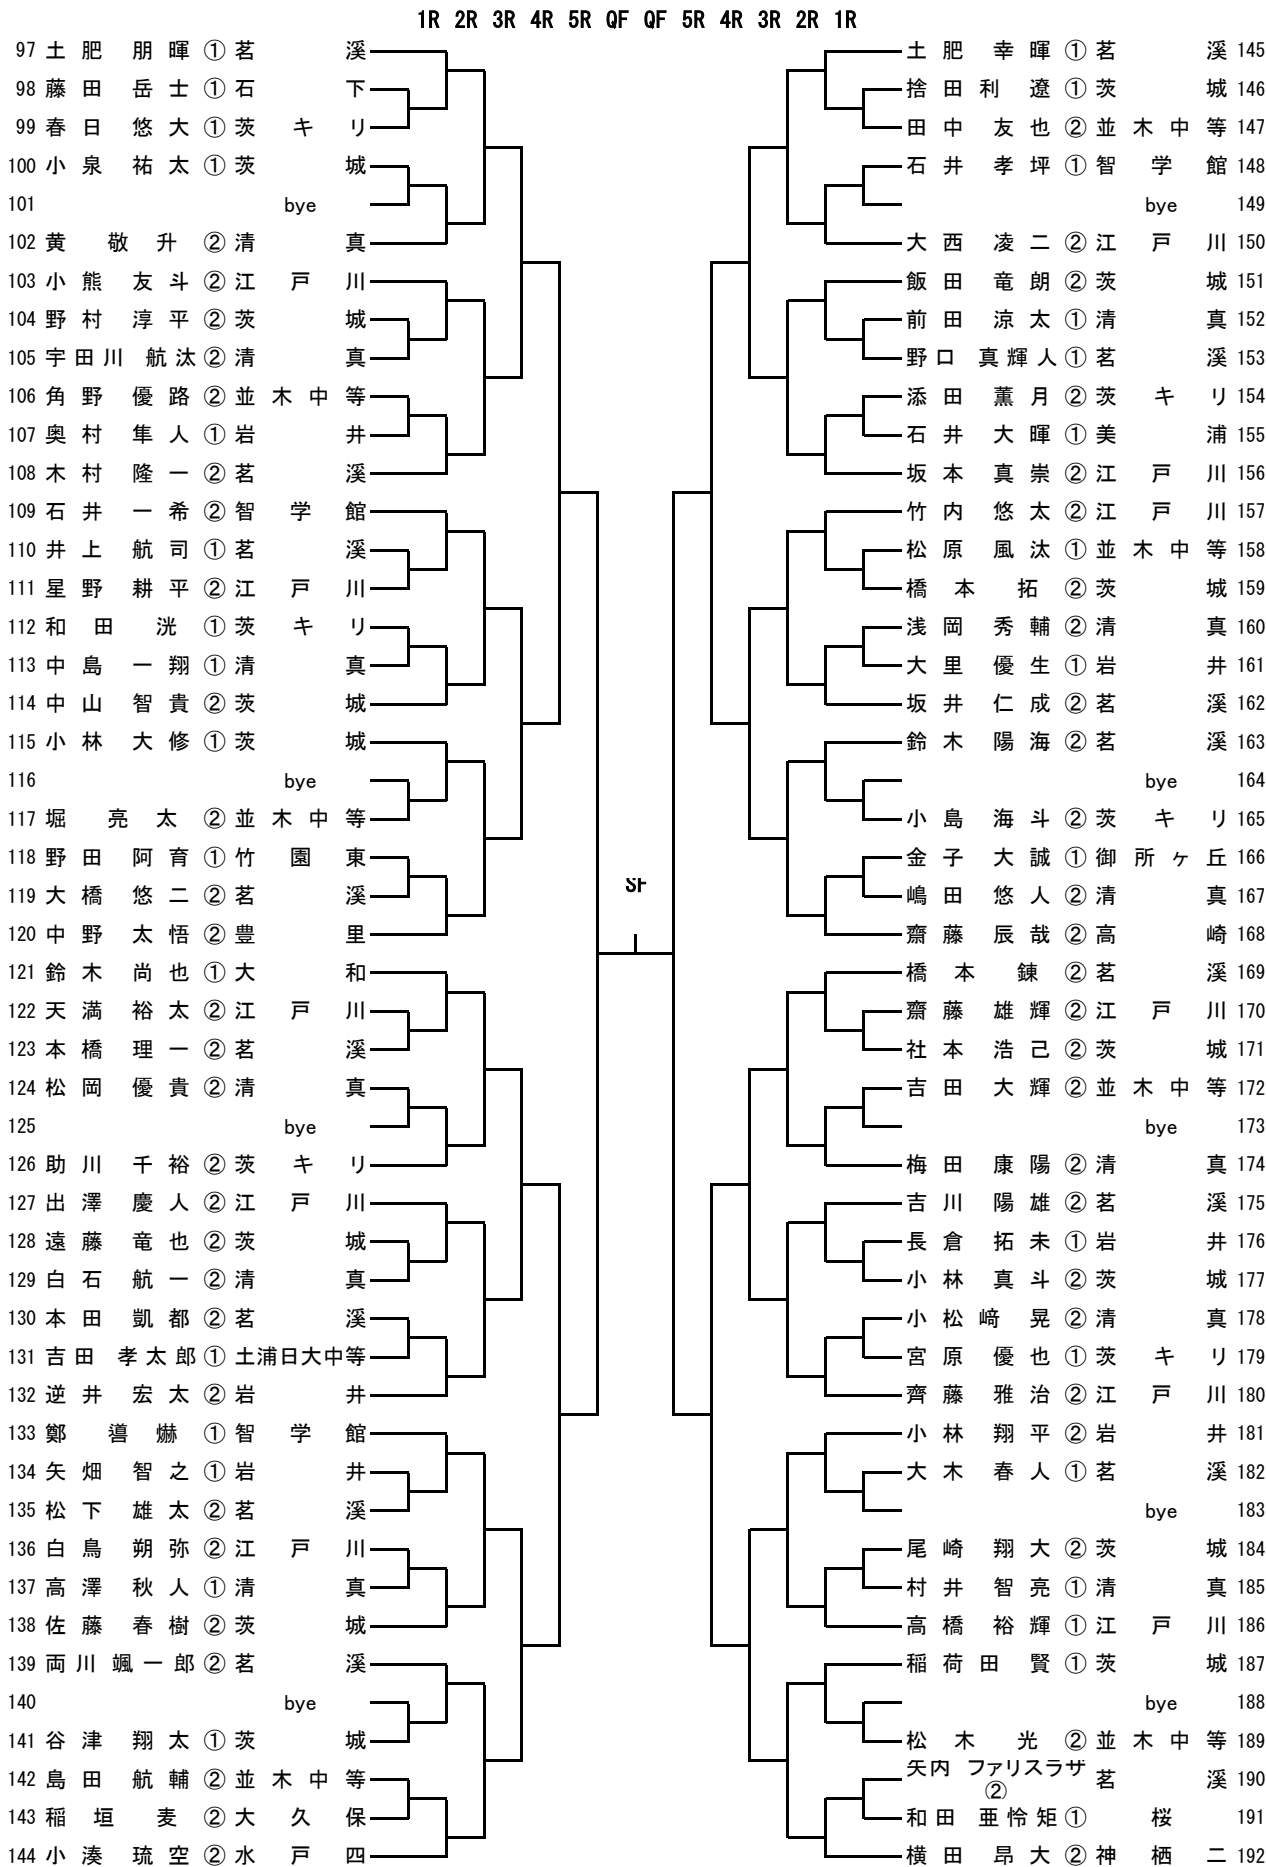 1R 2R 3R 4R 5R QF QF 5R 4R 3R 2R 1R
97 土肥 朋暉 ① 茗溪 土肥 幸暉 ① 茗溪 145
98 藤田 岳士 ① 石下 捨田利 遼 ① 茨城 146
99 春日 悠大 ① 茨キリ 田中 友也 ② 並木中等 147
100 小泉 祐太 ① 茨城 石井 孝坪 ① 智学館 148
101 bye bye 149
102 黄 敬升 ② 清真 大西 凌二 ② 江戸川 150
103 小熊 友斗 ② 江戸川 飯田 竜朗 ② 茨城 151
104 野村 淳平 ② 茨城 前田 涼太 ① 清真 152
105 宇田川 航汰 ② 清真 野口 真輝人 ① 茗溪 153
106 角野 優路 ② 並木中等 添田 薫月 ② 茨キリ 154
107 奥村 隼人 ① 岩井 石井 大暉 ① 美浦 155
108 木村 隆一 ② 茗溪 坂本 真崇 ② 江戸川 156
109 石井 一希 ② 智学館 竹内 悠太 ② 江戸川 157
110 井上 航司 ① 茗溪 松原 風汰 ① 並木中等 158
111 星野 耕平 ② 江戸川 橋本 拓 ② 茨城 159
112 和田 洸 ① 茨キリ 浅岡 秀輔 ② 清真 160
113 中島 一翔 ① 清真 大里 優生 ① 岩井 161
114 中山 智貴 ② 茨城 坂井 仁成 ② 茗溪 162
115 小林 大修 ① 茨城 鈴木 陽海 ② 茗溪 163
116 bye bye 164
117 堀 亮太 ② 並木中等 小島 海斗 ② 茨キリ 165
118 野田 阿育 ① 竹園東 金子 大誠 ① 御所ヶ丘 166
119 大橋 悠二 ② 茗溪 SF 嶋田 悠人 ② 清真 167
120 中野 太悟 ② 豊里 齋藤 辰哉 ② 高崎 168
121 鈴木 尚也 ① 大和 橋本 錬 ② 茗溪 169
122 天満 裕太 ② 江戸川 齋藤 雄輝 ② 江戸川 170
123 本橋 理一 ② 茗溪 社本 浩己 ② 茨城 171
124 松岡 優貴 ② 清真 吉田 大輝 ② 並木中等 172
125 bye bye 173
126 助川 千裕 ② 茨キリ 梅田 康陽 ② 清真 174
127 出澤 慶人 ② 江戸川 吉川 陽雄 ② 茗溪 175
128 遠藤 竜也 ② 茨城 長倉 拓未 ① 岩井 176
129 白石 航一 ② 清真 小林 真斗 ② 茨城 177
130 本田 凱都 ② 茗溪 小松﨑 晃 ② 清真 178
131 吉田 孝太郎 ① 土浦日大中等 宮原 優也 ① 茨キリ 179
132 逆井 宏太 ② 岩井 齊藤 雅治 ② 江戸川 180
133 鄭 ① 智学館 小林 翔平 ② 岩井 181
134 矢畑 智之 ① 岩井 大木 春人 ① 茗溪 182
135 松下 雄太 ② 茗溪 bye 183
136 白鳥 朔弥 ② 江戸川 尾崎 翔大 ② 茨城 184
137 高澤 秋人 ① 清真 村井 智亮 ① 清真 185
138 佐藤 春樹 ② 茨城 高橋 裕輝 ① 江戸川 186
139 両川 颯一郎 ② 茗溪 稲荷田 賢 ① 茨城 187
140 bye bye 188
141 谷津 翔太 ① 茨城 松木 光 ② 並木中等 189
142 島田 航輔 ② 並木中等 矢内 ファリスラザ ② 茗溪 190
143 稲垣 麦 ② 大久保 和田 亜怜矩 ① 桜 191
144 小湊 琉空 ② 水戸四 横田 昂大 ② 神栖二 192